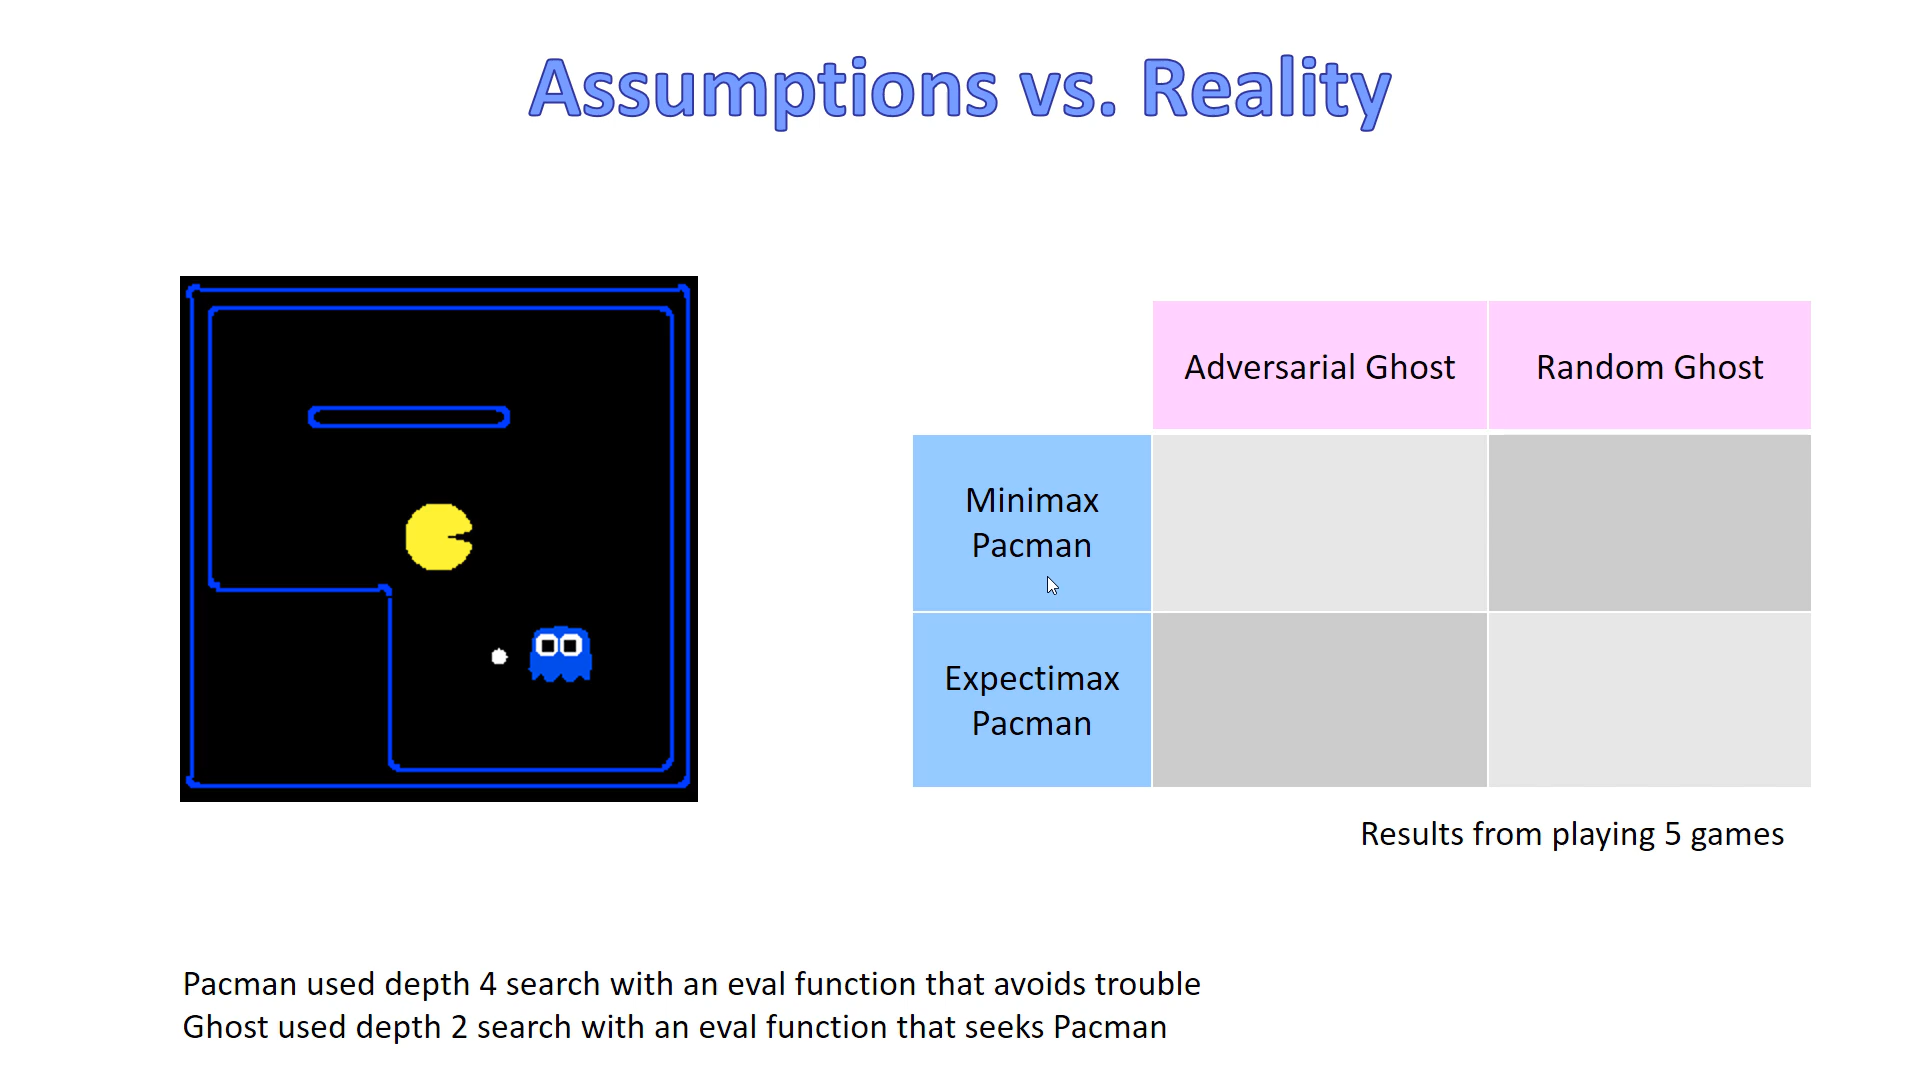 Assumptions vs. Reality
Adversarial Ghost
Random Ghost
Minimax
Pacman
Expectimax
Pacman
Results from playing 5 games
Pacman used depth 4 search with an eval function that avoids trouble
Ghost used depth 2 search with an eval function that seeks Pacman